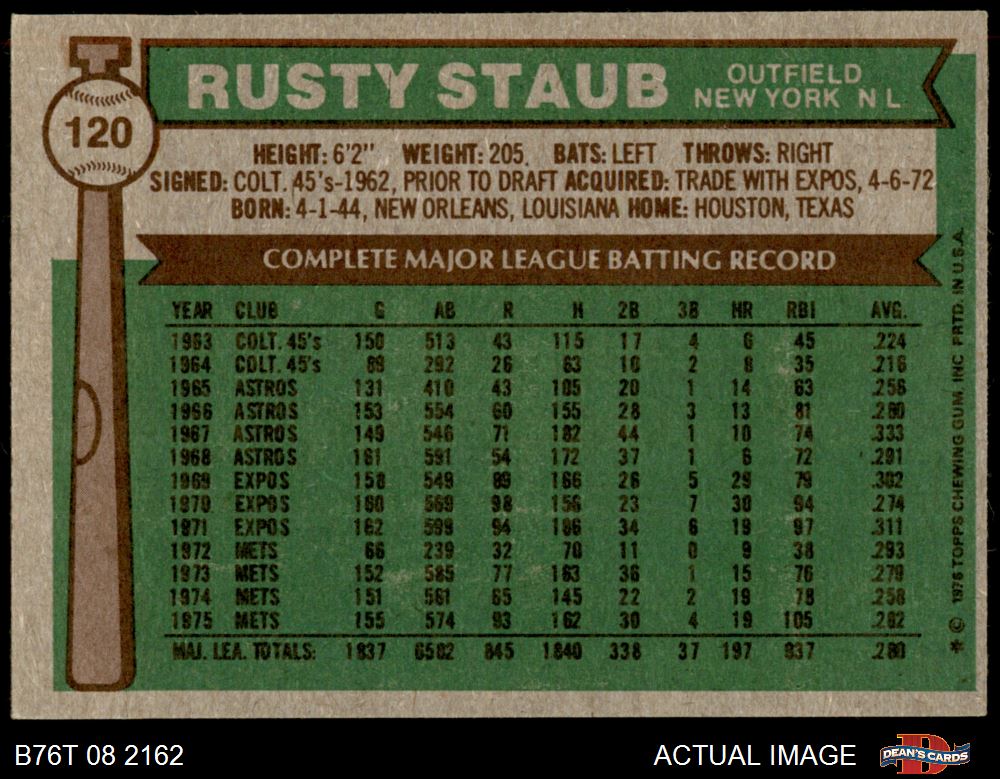 120
RUSTY STAUB
OUTFIELD
NEW YORK N L
HEIGHT: 6'2" WEIGHT: 205. BATS: LEFT THROWS: RIGHT
SIGNED: COLT. 45's-1962, PRIOR TO DRAFT ACQUIRED: TRADE WITH EXPOS, 4-6-72
BORN: 4-1-44, NEW ORLEANS, LOUISIANA HOME: HOUSTON, TEXAS
COMPLETE MAJOR LEAGUE BATTING RECORD
YEAR CLUB G AB R H 2B 3B HR RBI AVG.
1963 COLT. 45's 150 513 43 115 17 4 6 45 .224
1964 COLT. 45's 89 292 26 63 10 2 8 35 .216
1965 ASTROS 131 410 43 105 20 1 14 63 .256
1966 ASTROS 153 554 60 155 28 3 13 81 .280
1967 ASTROS 149 546 71 182 44 1 10 74 .333
1968 ASTROS 161 591 54 172 37 1 6 72 .291
1969 EXPOS 158 549 89 166 26 5 29 79 .302
1970 EXPOS 160 569 98 156 23 7 30 94 .274
1971 EXPOS 162 599 94 186 34 6 19 97 .311
1972 METS 66 239 32 70 11 0 9 38 .293
1973 METS 152 585 77 163 36 1 15 76 .279
1974 METS 151 561 65 145 22 2 19 78 .258
1975 METS 155 574 93 162 30 4 19 105 .282
MAJ. LEA. TOTALS: 1837 6582 845 1840 338 37 197 937 .280
* © 1976 TOPPS CHEWING GUM, INC PRTD. IN U.S.A.
B76T 08 2162
ACTUAL IMAGE
DEAN'S CARDS